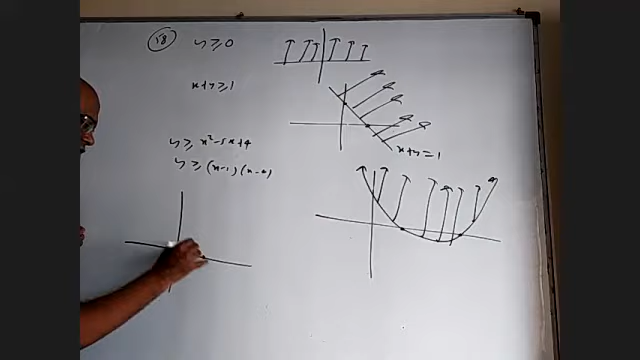 18 y ≥ 0
x+y ≥ 1
x+y = 1
y ≥ x² - 5x + 4
y ≥ (x-1)(x-4)